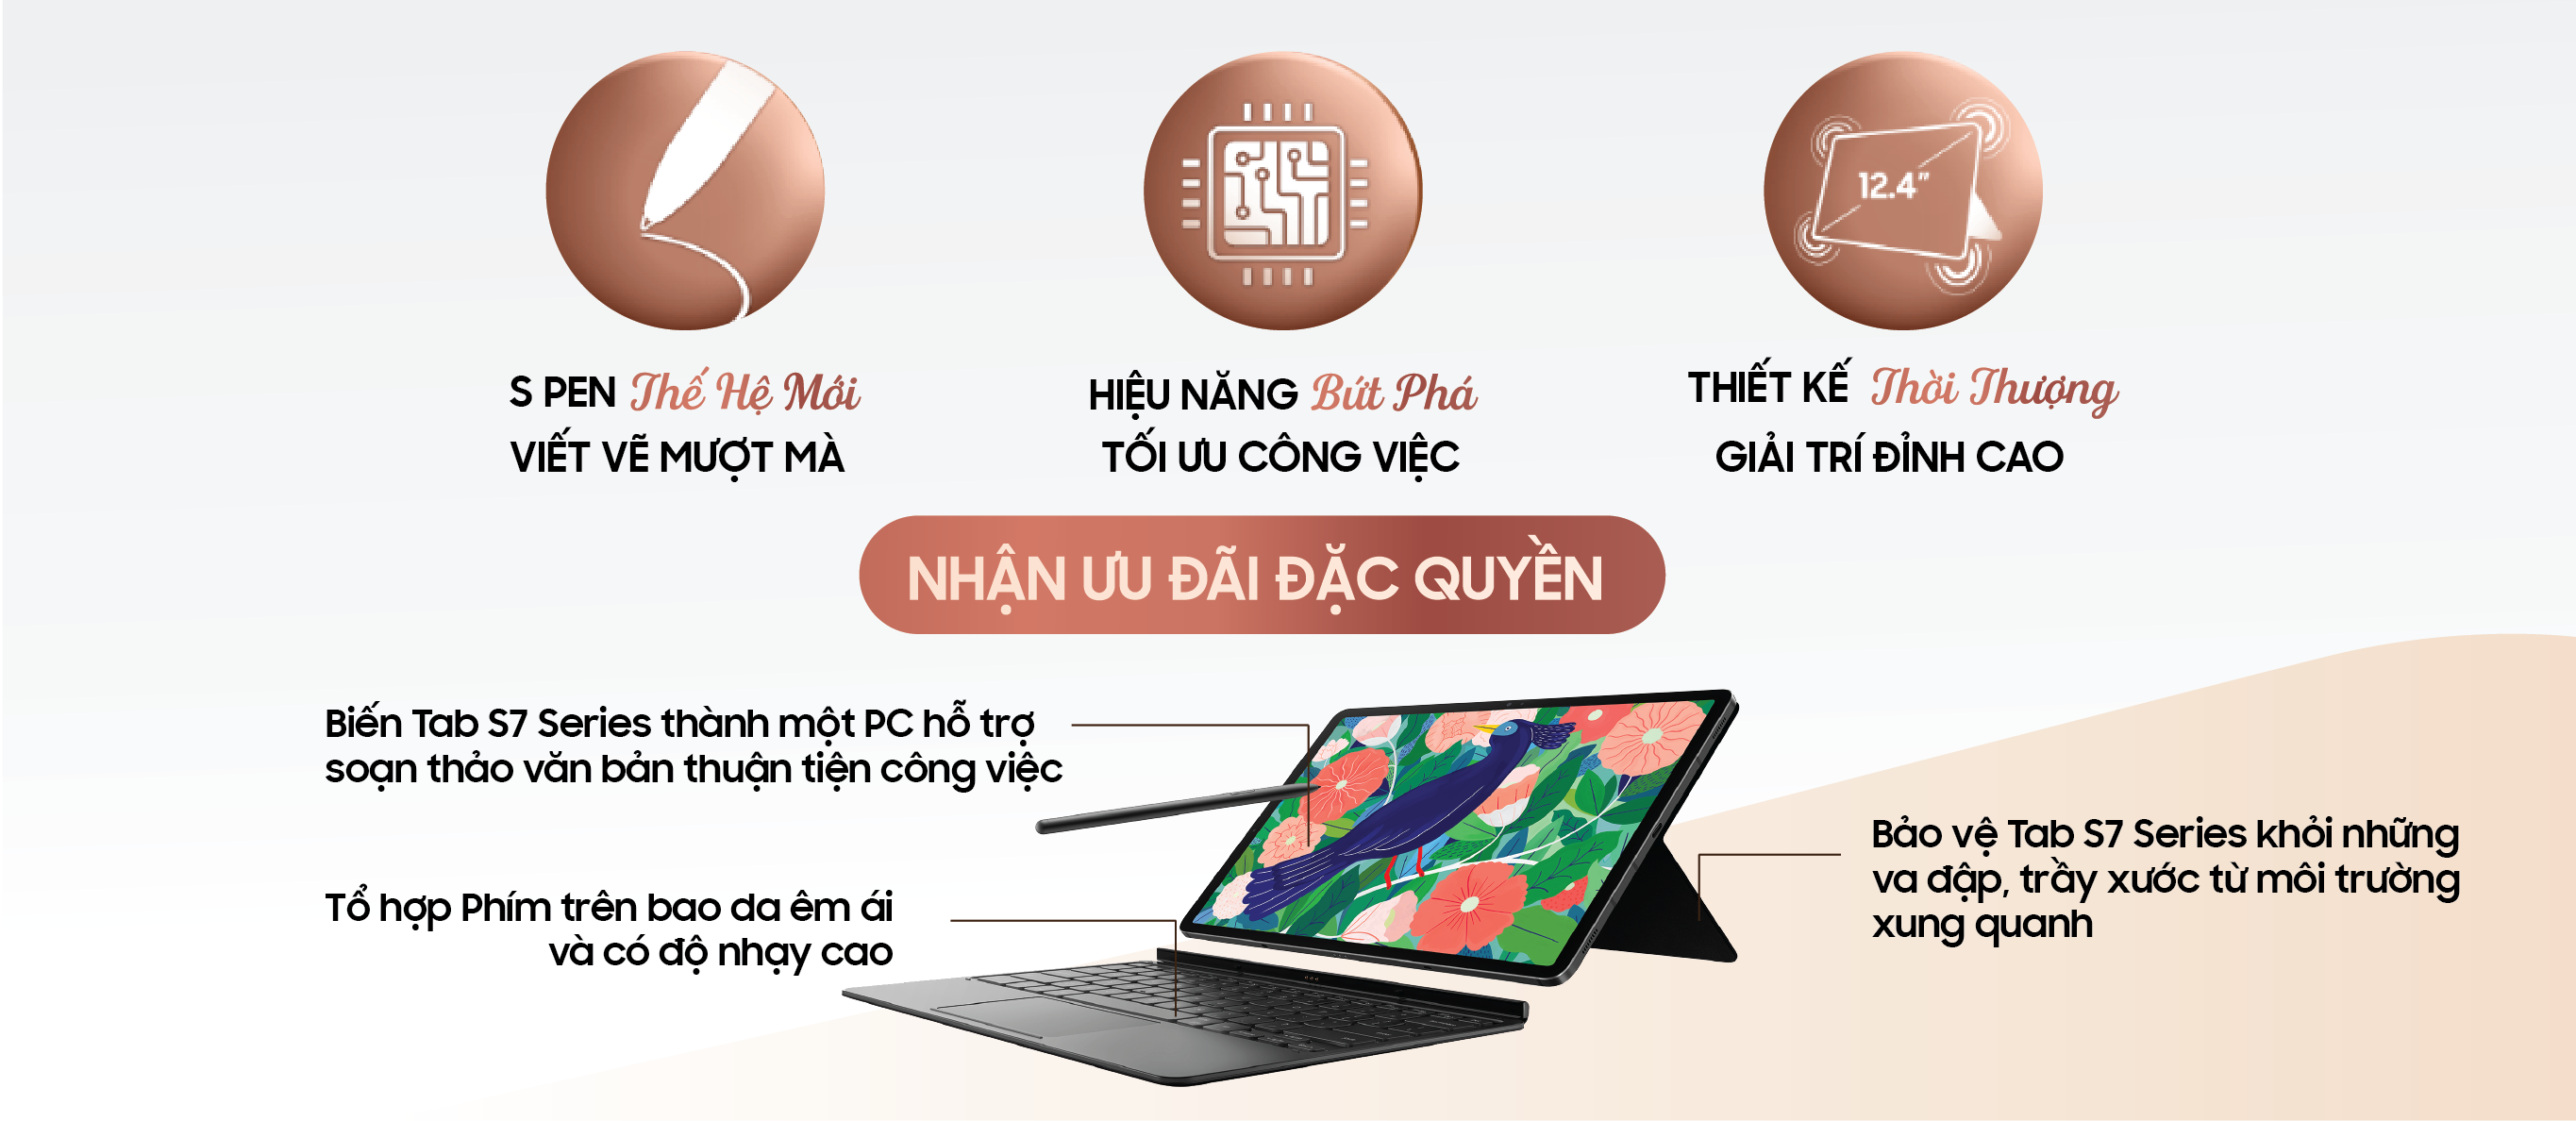 12.4"
S PEN Thế Hệ Mới
VIẾT VẼ MƯỢT MÀ
HIỆU NĂNG Bứt Phá
TỐI ƯU CÔNG VIỆC
THIẾT KẾ Thời Thượng
GIẢI TRÍ ĐỈNH CAO
NHẬN ƯU ĐÃI ĐẶC QUYỀN
Biến Tab S7 Series thành một PC hỗ trợ
soạn thảo văn bản thuận tiện công việc
Tổ hợp Phím trên bao da êm ái
và có độ nhạy cao
Bảo vệ Tab S7 Series khỏi những
va đập, trầy xước từ môi trường
xung quanh